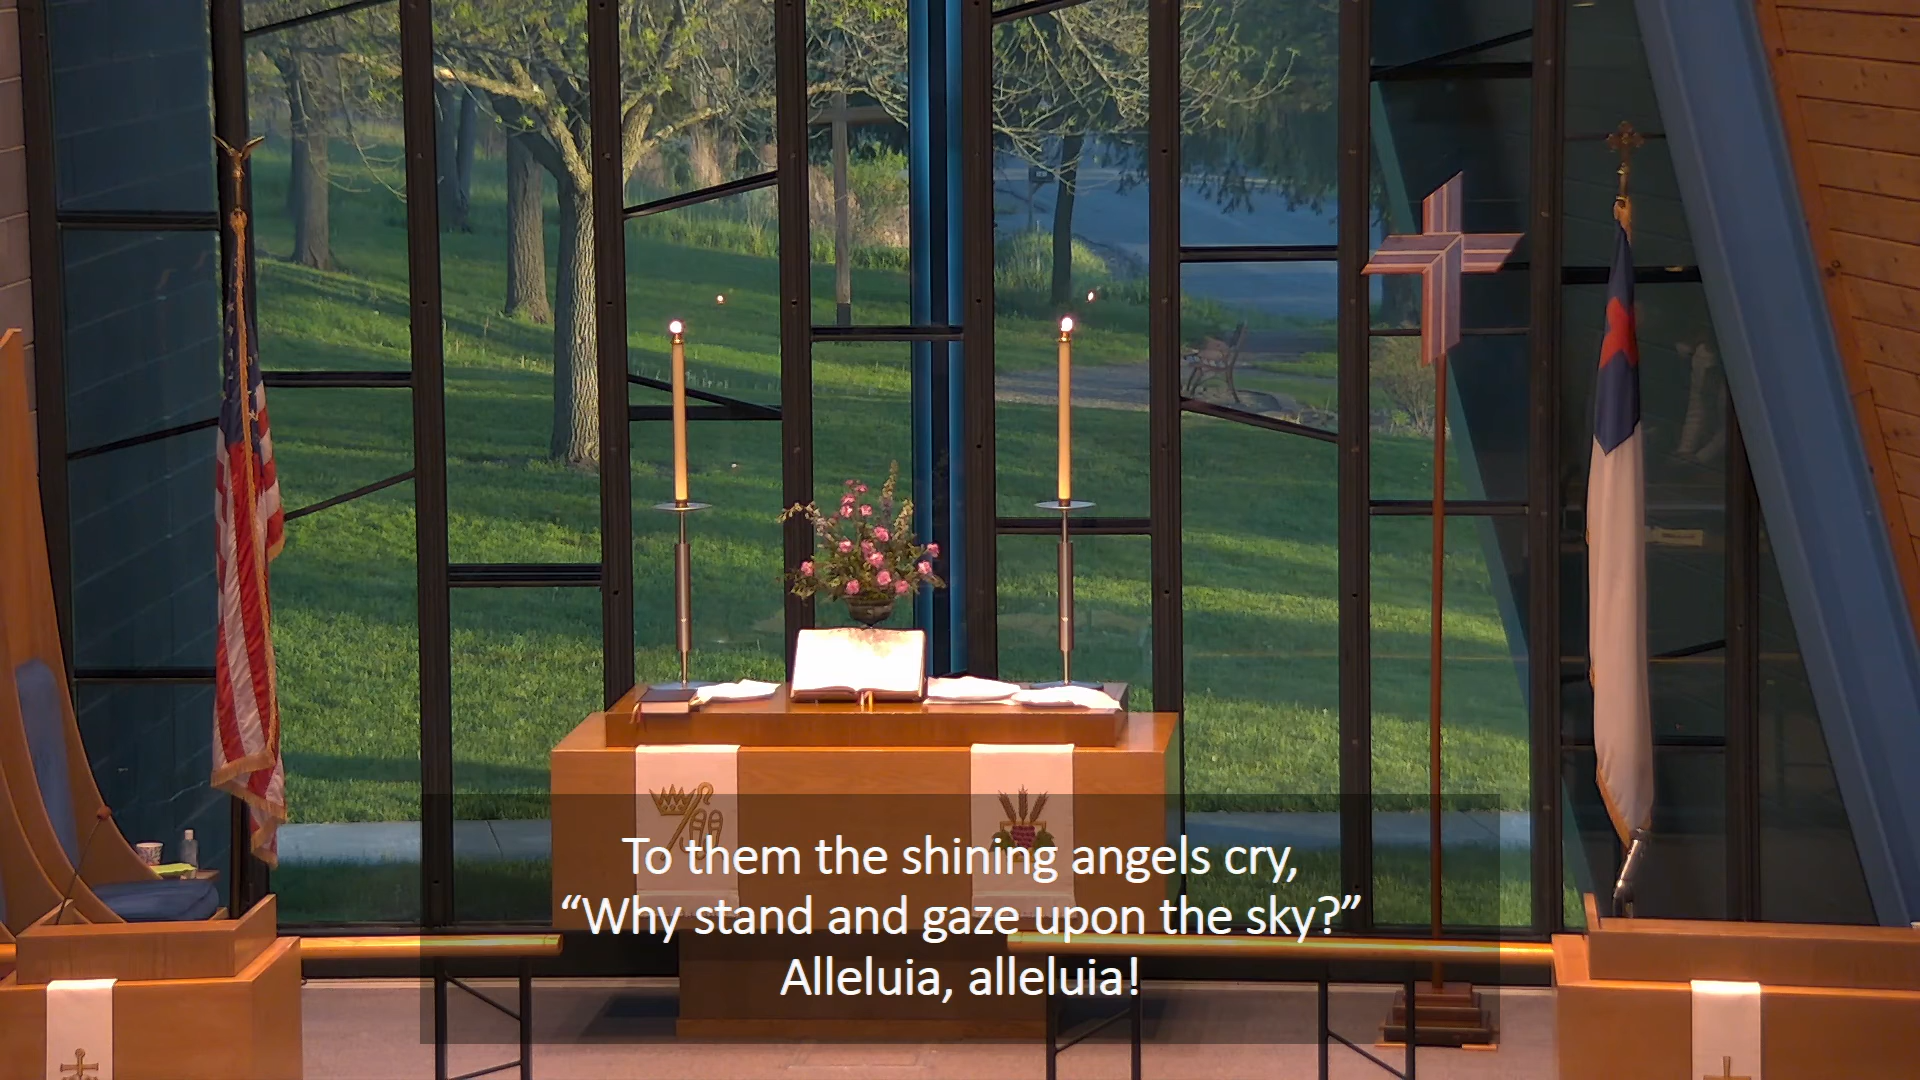 To them the shining angels cry,
“Why stand and gaze upon the sky?”
Alleluia, alleluia!